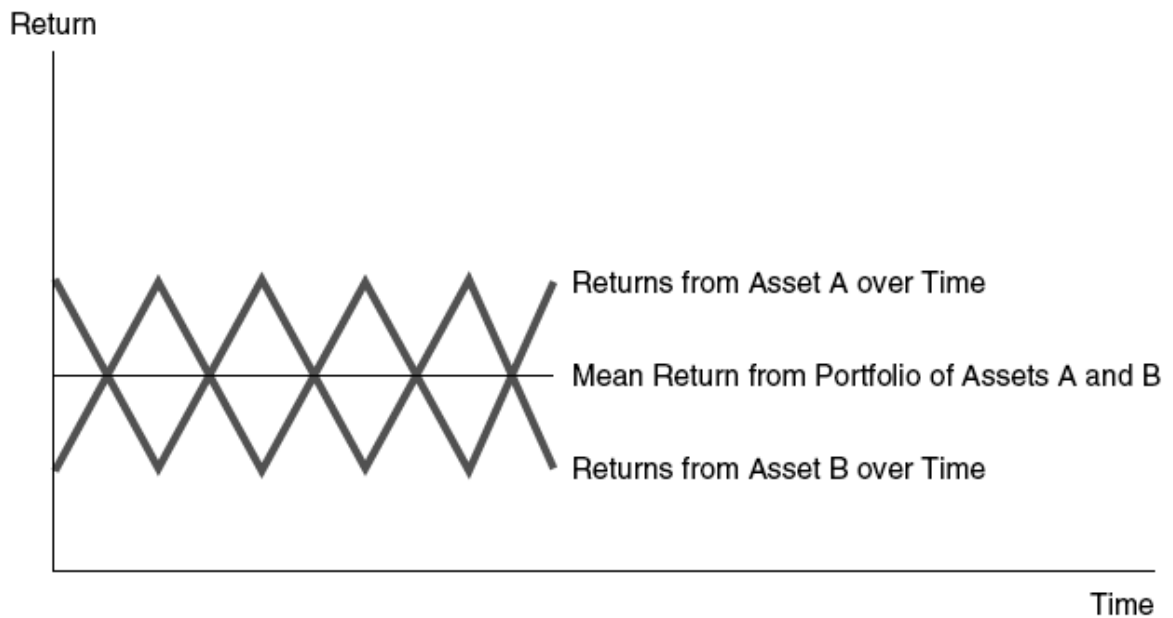 Return
Returns from Asset A over Time
Mean Return from Portfolio of Assets A and B
Returns from Asset B over Time
Time